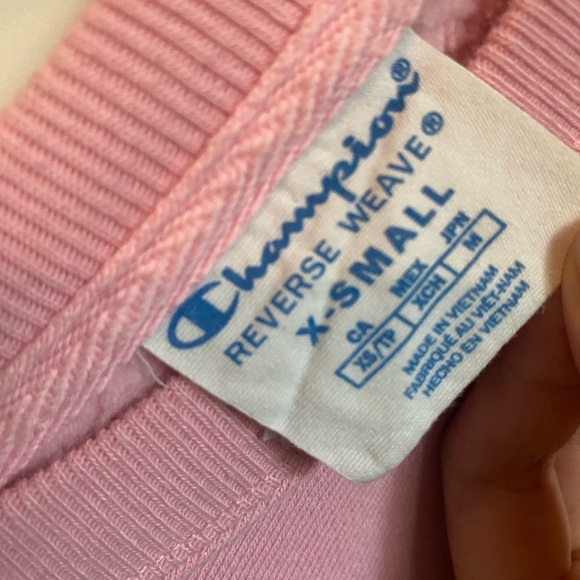 Champion®
REVERSE WEAVE®
X-SMALL
CA MEX JPN
XS/TP XCH M
MADE IN VIETNAM
FABRIQUÉ AU VIÊT-NAM
HECHO EN VIETNAM